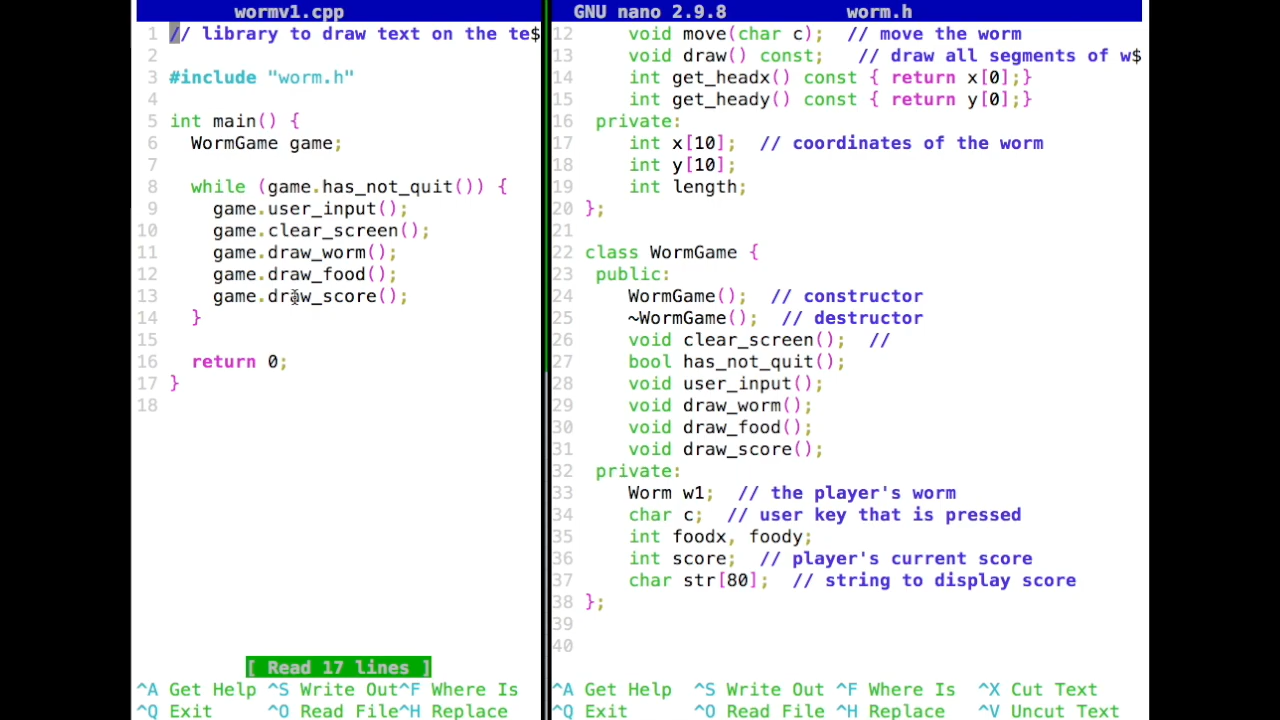 wormv1.cpp
1 // library to draw text on the te$
2
3 #include "worm.h"
4
5 int main() {
6   WormGame game;
7
8   while (game.has_not_quit()) {
9     game.user_input();
10     game.clear_screen();
11     game.draw_worm();
12     game.draw_food();
13     game.draw_score();
14   }
15
16   return 0;
17 }
18
[ Read 17 lines ]
^A Get Help ^S Write Out^F Where Is
^Q Exit ^O Read File^H Replace
GNU nano 2.9.8 worm.h
12     void move(char c);  // move the worm
13     void draw() const;   // draw all segments of w$
14     int get_headx() const { return x[0];}
15     int get_heady() const { return y[0];}
16  private:
17     int x[10];  // coordinates of the worm
18     int y[10];
19     int length;
20 };
21
22 class WormGame {
23  public:
24     WormGame();  // constructor
25     ~WormGame();  // destructor
26     void clear_screen();  //
27     bool has_not_quit();
28     void user_input();
29     void draw_worm();
30     void draw_food();
31     void draw_score();
32  private:
33     Worm w1;  // the player's worm
34     char c;  // user key that is pressed
35     int foodx, foody;
36     int score;  // player's current score
37     char str[80];  // string to display score
38 };
39
40
^A Get Help ^S Write Out ^F Where Is ^X Cut Text
^Q Exit ^O Read File ^H Replace ^V Uncut Text